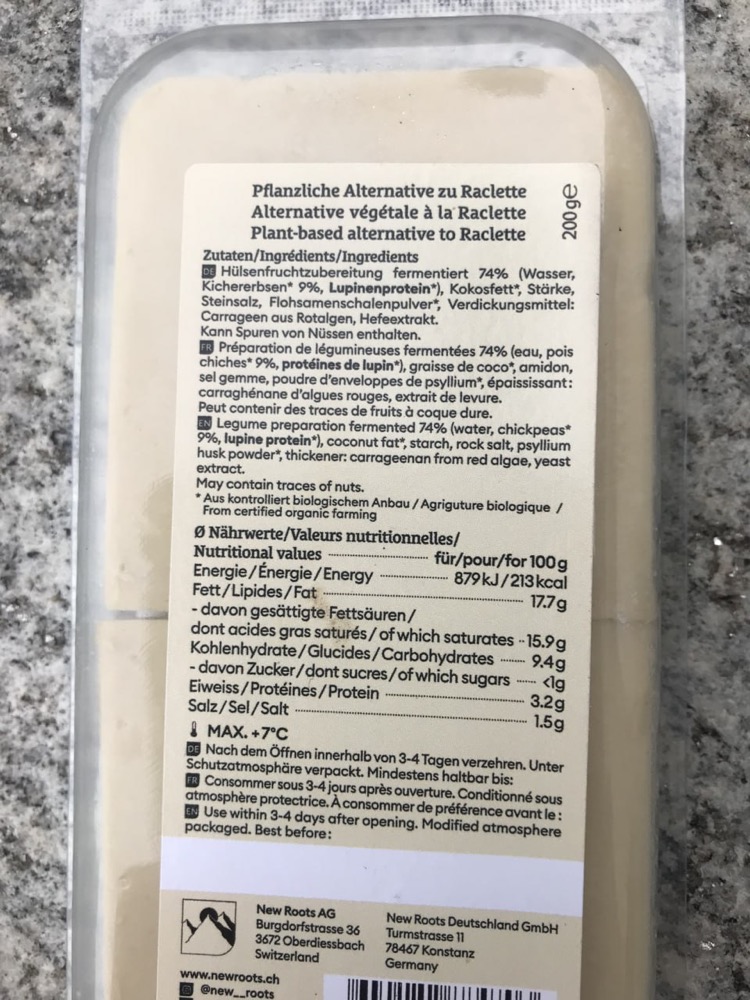 Pflanzliche Alternative zu Raclette
Alternative végétale à la Raclette
Plant-based alternative to Raclette
200g e
Zutaten/Ingrédients/Ingredients
DE Hülsenfruchtzubereitung fermentiert 74% (Wasser,
Kichererbsen* 9%, Lupinenprotein*), Kokosfett*, Stärke,
Steinsalz, Flohsamenschalenpulver*, Verdickungsmittel:
Carrageen aus Rotalgen, Hefeextrakt.
Kann Spuren von Nüssen enthalten.
FR Préparation de légumineuses fermentées 74% (eau, pois
chiches* 9%, protéines de lupin*), graisse de coco*, amidon,
sel gemme, poudre d'enveloppes de psyllium*, épaississant:
carraghénane d'algues rouges, extrait de levure.
Peut contenir des traces de fruits à coque dure.
EN Legume preparation fermented 74% (water, chickpeas*
9%, lupine protein*), coconut fat*, starch, rock salt, psyllium
husk powder*, thickener: carrageenan from red algae, yeast
extract.
May contain traces of nuts.
* Aus kontrolliert biologischem Anbau / Agriguture biologique /
From certified organic farming
Ø Nährwerte/Valeurs nutritionnelles/
Nutritional values für/pour/for 100g
Energie/Énergie/Energy 879 kJ/213 kcal
Fett/Lipides/Fat 17.7g
- davon gesättigte Fettsäuren/
dont acides gras saturés/of which saturates 15.9g
Kohlenhydrate/Glucides/Carbohydrates 9.4g
- davon Zucker/dont sucres/of which sugars <1g
Eiweiss/Protéines/Protein 3.2g
Salz/Sel/Salt 1.5g
MAX. +7°C
DE Nach dem Öffnen innerhalb von 3-4 Tagen verzehren. Unter
Schutzatmosphäre verpackt. Mindestens haltbar bis:
FR Consommer sous 3-4 jours après ouverture. Conditionné sous
atmosphère protectrice. À consommer de préférence avant le:
EN Use within 3-4 days after opening. Modified atmosphere
packaged. Best before:
New Roots AG
Burgdorfstrasse 36
3672 Oberdiessbach
Switzerland
New Roots Deutschland GmbH
Turmstrasse 11
78467 Konstanz
Germany
www.newroots.ch
@new__roots